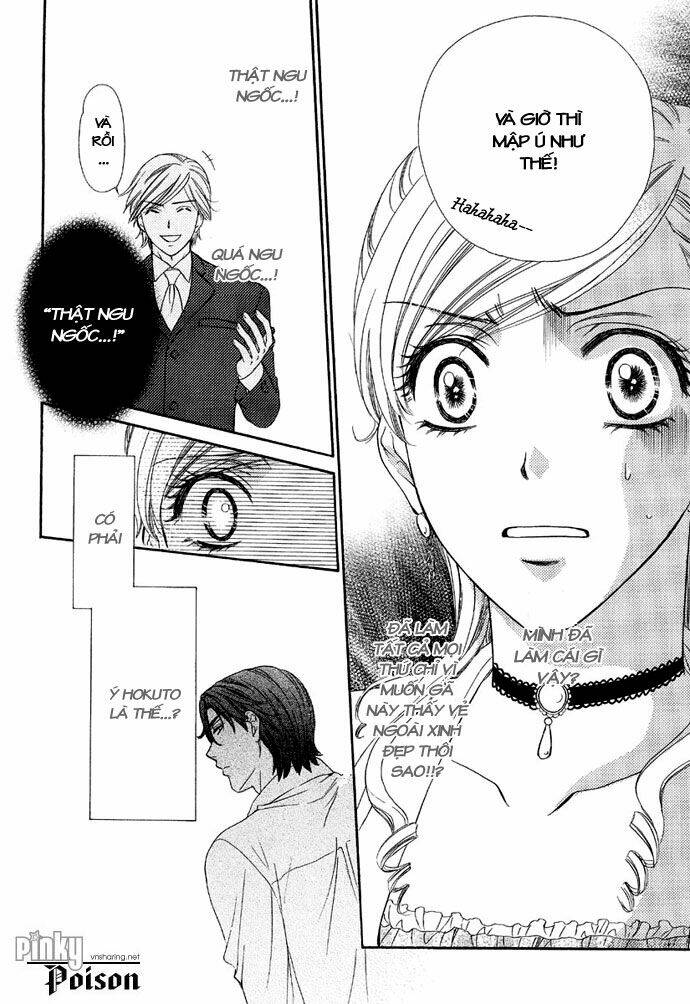 VÀ GIỜ THÌ
MẬP Ú NHƯ
THẾ!
Hahahaha~~
MÌNH ĐÃ
LÀM CÁI GÌ
VẬY?
ĐÃ LÀM
TẤT CẢ MỌI
THỨ CHỈ VÌ
MUỐN GÃ
NÀY THẤY VẺ
NGOÀI XINH
ĐẸP THÔI
SAO!!?
THẬT NGU
NGỐC...!
VÀ
RỒI
...
QUÁ NGU
NGỐC...!
“THẬT NGU
NGỐC...!”
CÓ
PHẢI
Ý HOKUTO
LÀ THẾ...?
pinky
vnsharing.net
Poison